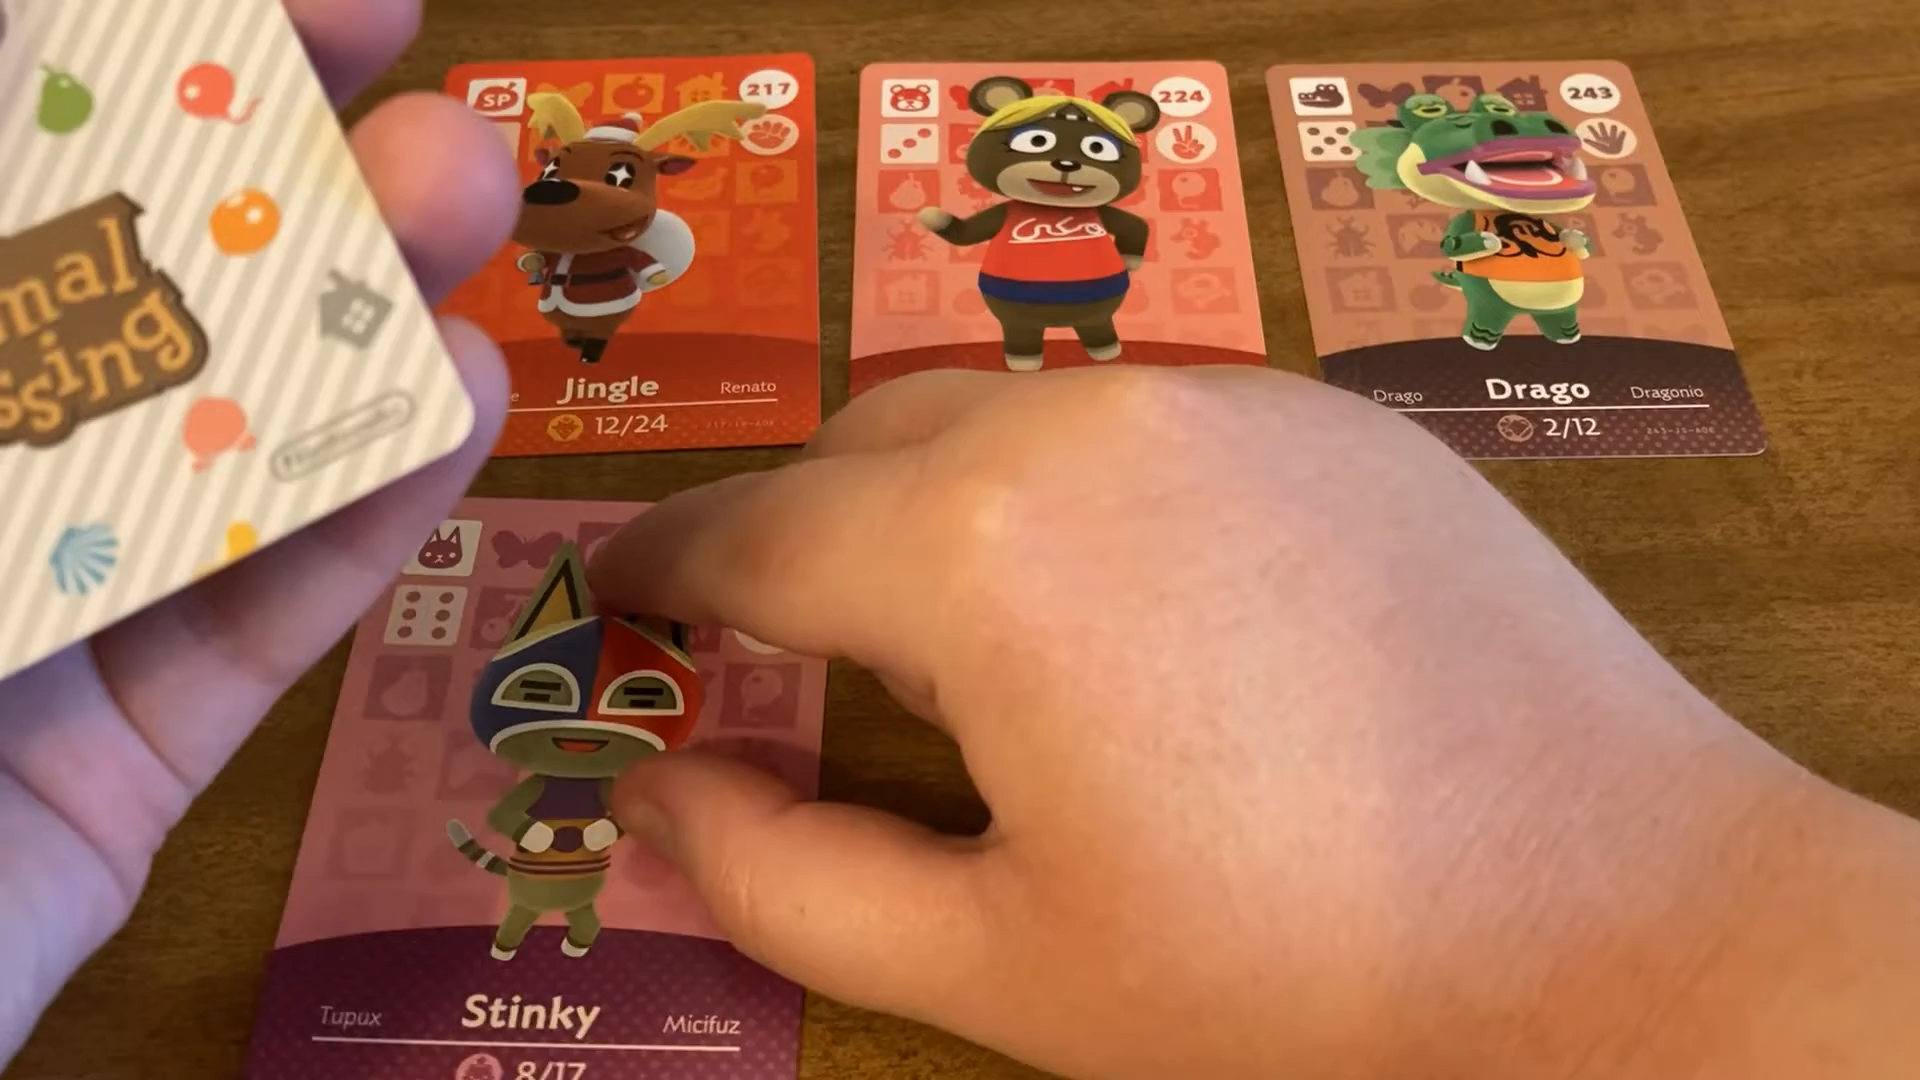 mal
ssing
Nintendo
SP
217
Jingle
Renato
12/24
224
243
Drago
Drago
Dragonio
2/12
Tupux
Stinky
Micifuz
8/17